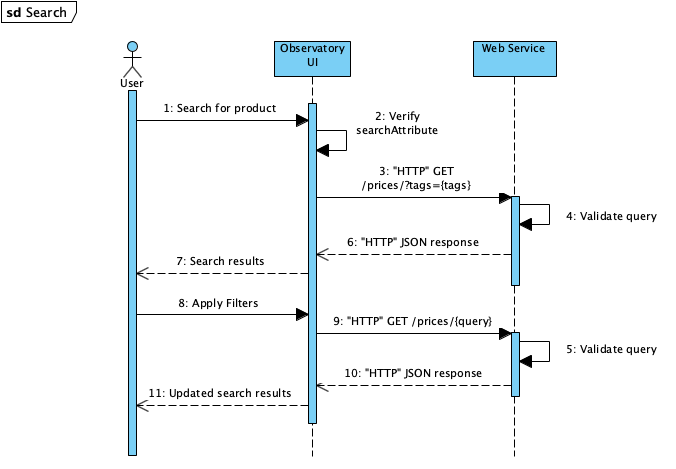 sd Search
Observatory
UI
Web Service
User
1: Search for product
2: Verify
searchAttribute
3: "HTTP" GET
/prices/?tags={tags}
4: Validate query
6: "HTTP" JSON response
7: Search results
8: Apply Filters
9: "HTTP" GET /prices/{query}
5: Validate query
10: "HTTP" JSON response
11: Updated search results